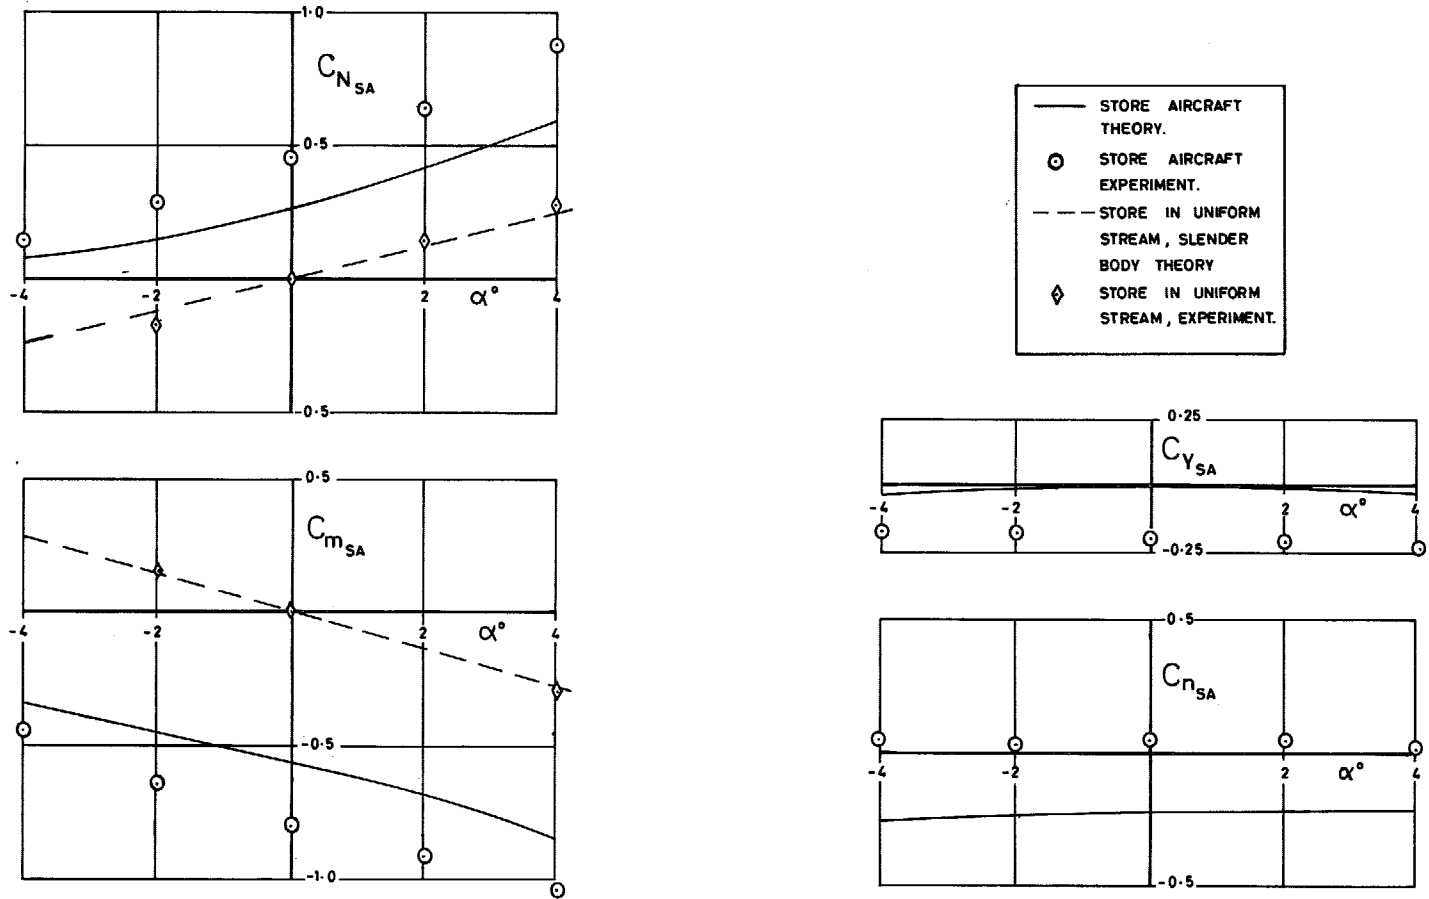 1·0
C_N_SA
0·5
-4
-2
2
α°
4
-0·5
0·5
C_m_SA
-4
-2
2
α°
4
-0·5
-1·0
STORE AIRCRAFT
THEORY.
STORE AIRCRAFT
EXPERIMENT.
STORE IN UNIFORM
STREAM, SLENDER
BODY THEORY
STORE IN UNIFORM
STREAM, EXPERIMENT.
0·25
C_Y_SA
-4
-2
2
α°
4
-0·25
0·5
C_n_SA
-4
-2
2
α°
4
-0·5